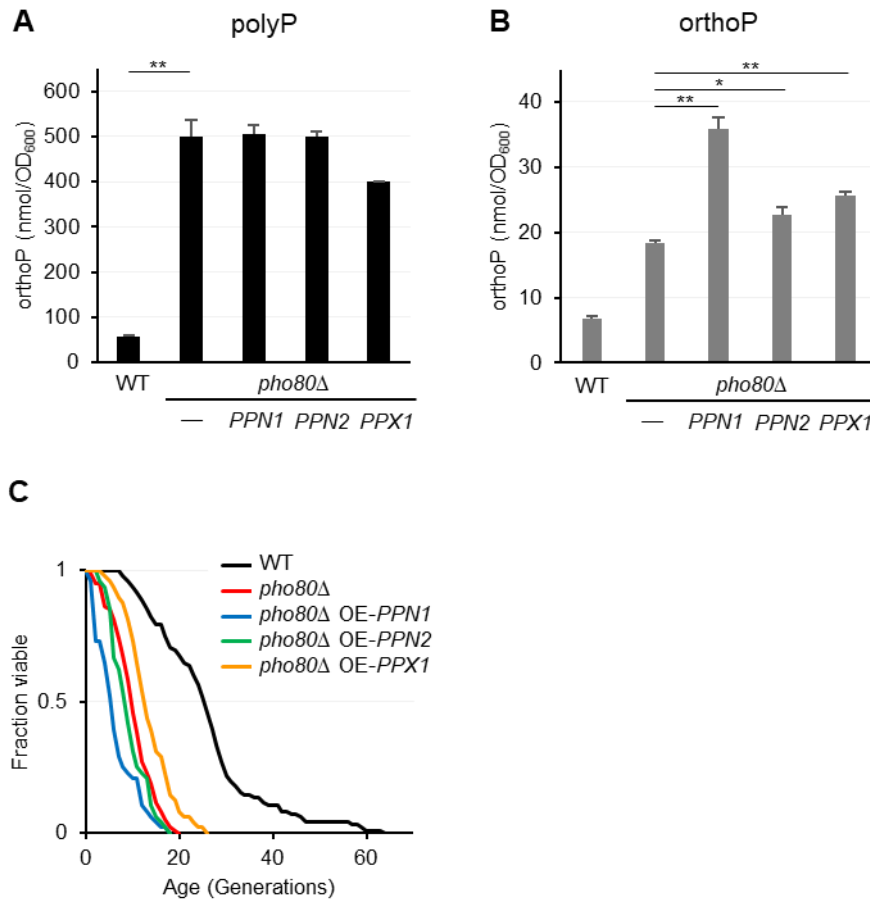 A
polyP
**
600
500
400
300
200
100
0
orthoP (nmol/OD600)
WT
pho80Δ
— PPN1 PPN2 PPX1
B
orthoP
**
*
**
40
30
20
10
0
orthoP (nmol/OD600)
WT
pho80Δ
— PPN1 PPN2 PPX1
C
WT
pho80Δ
pho80Δ OE-PPN1
pho80Δ OE-PPN2
pho80Δ OE-PPX1
1
0.5
0
Fraction viable
0 20 40 60
Age (Generations)